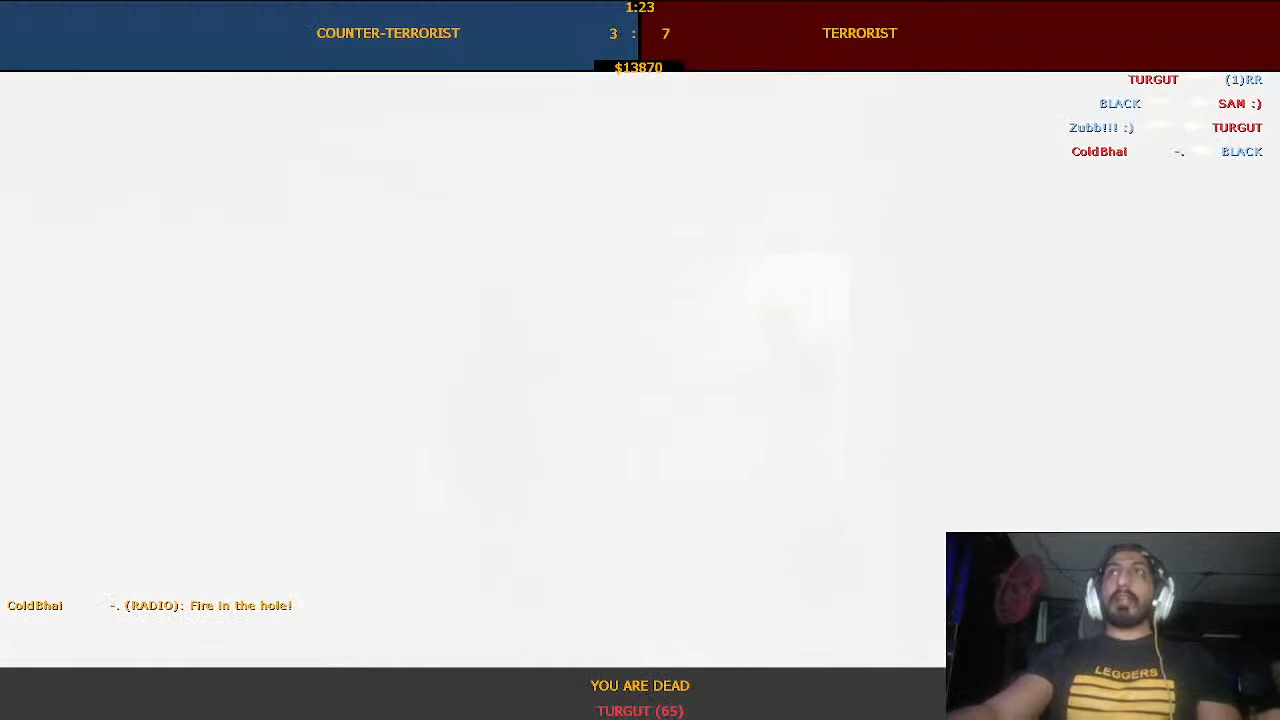 1:23
COUNTER-TERRORIST 3 : 7 TERRORIST
$13870
TURGUT (1)RR
BLACK SAM :)
Zubb!!! :) TURGUT
ColdBhai -. BLACK
ColdBhai -. (RADIO): Fire in the hole!
LEGGERS
YOU ARE DEAD
TURGUT (65)